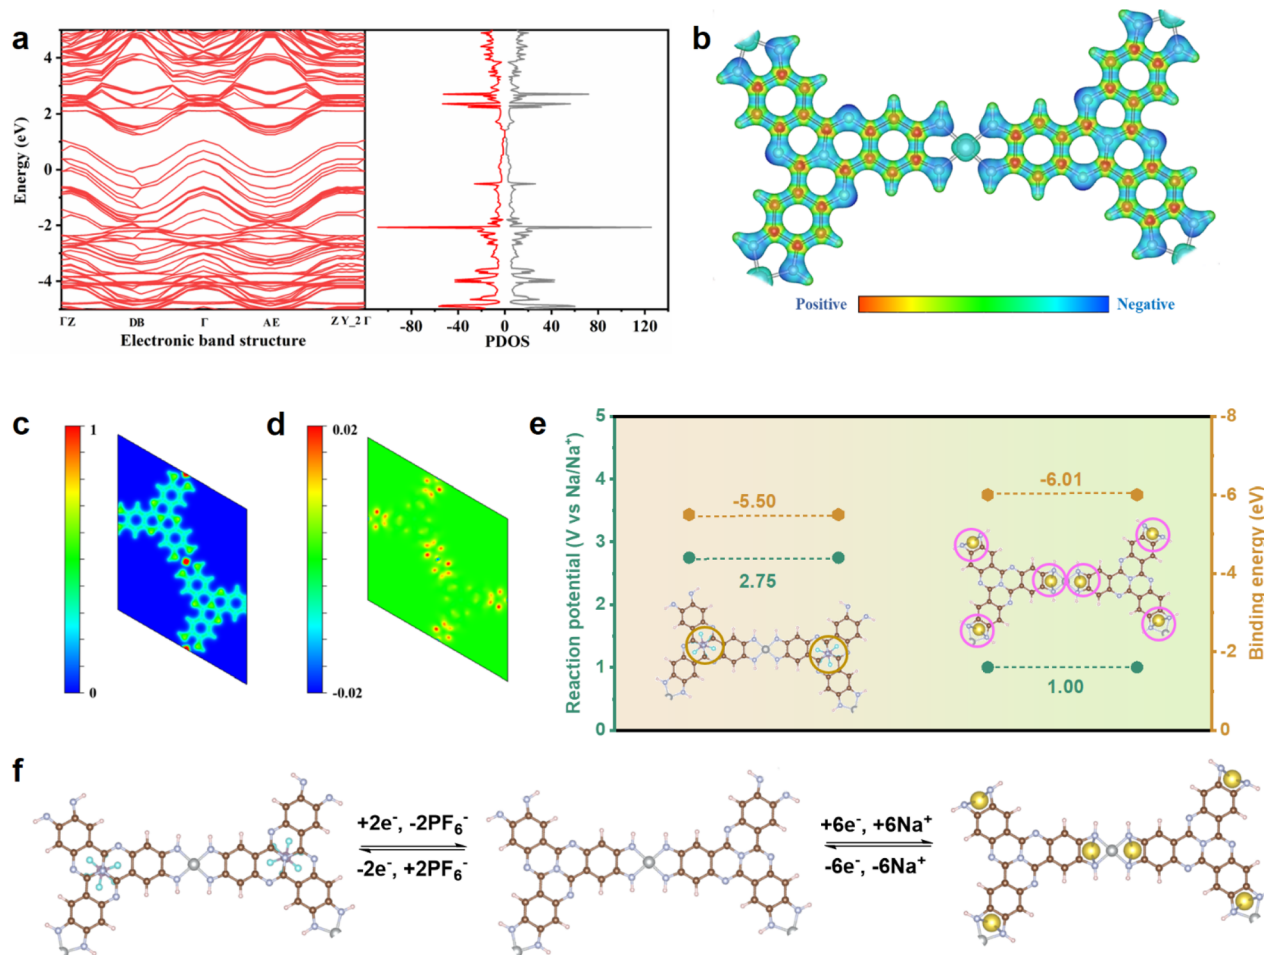 a
Energy (eV)
4
2
0
-2
-4
Γ Z
DB
Γ
AE
Z Y_2 Γ
Electronic band structure
-80
-40
0
40
80
120
PDOS
b
Positive
Negative
c
1
0
d
0.02
-0.02
e
Reaction potential (V vs Na/Na⁺)
5
4
3
2
1
0
-5.50
2.75
-6.01
1.00
-8
-6
-4
-2
0
Binding energy (eV)
f
+2e⁻, -2PF₆⁻
-2e⁻, +2PF₆⁻
+6e⁻, +6Na⁺
-6e⁻, -6Na⁺